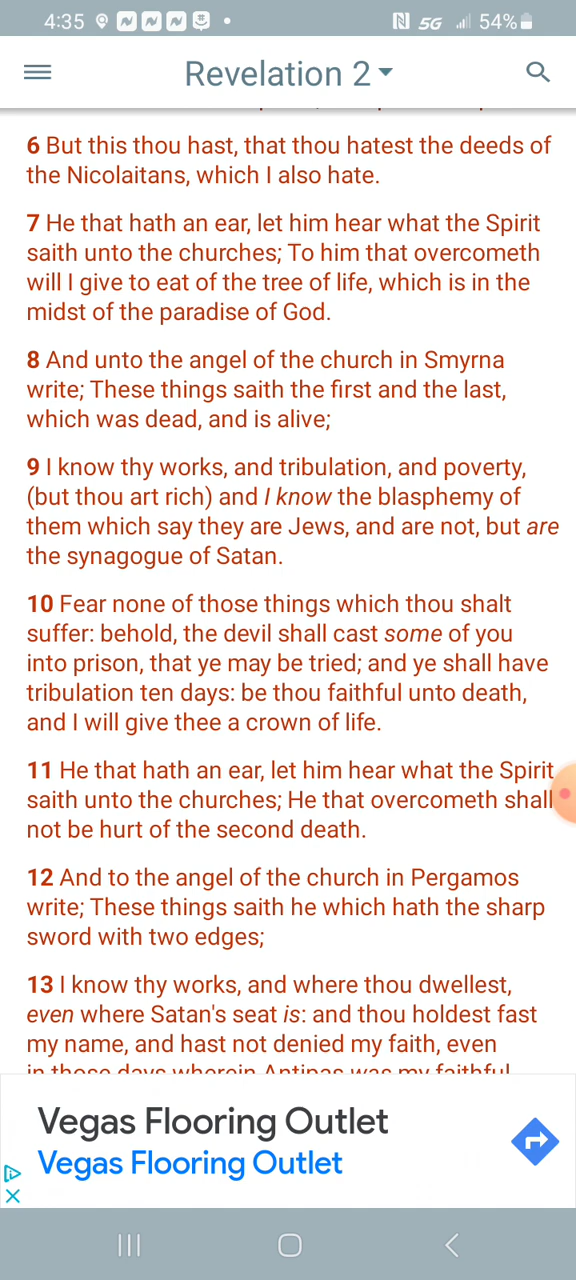 4:35
5G
54%
Revelation 2
6 But this thou hast, that thou hatest the deeds of
the Nicolaitans, which I also hate.
7 He that hath an ear, let him hear what the Spirit
saith unto the churches; To him that overcometh
will I give to eat of the tree of life, which is in the
midst of the paradise of God.
8 And unto the angel of the church in Smyrna
write; These things saith the first and the last,
which was dead, and is alive;
9 I know thy works, and tribulation, and poverty,
(but thou art rich) and I know the blasphemy of
them which say they are Jews, and are not, but are
the synagogue of Satan.
10 Fear none of those things which thou shalt
suffer: behold, the devil shall cast some of you
into prison, that ye may be tried; and ye shall have
tribulation ten days: be thou faithful unto death,
and I will give thee a crown of life.
11 He that hath an ear, let him hear what the Spirit
saith unto the churches; He that overcometh shall
not be hurt of the second death.
12 And to the angel of the church in Pergamos
write; These things saith he which hath the sharp
sword with two edges;
13 I know thy works, and where thou dwellest,
even where Satan's seat is: and thou holdest fast
my name, and hast not denied my faith, even
in those days wherein Antipas was my faithful
Vegas Flooring Outlet
Vegas Flooring Outlet